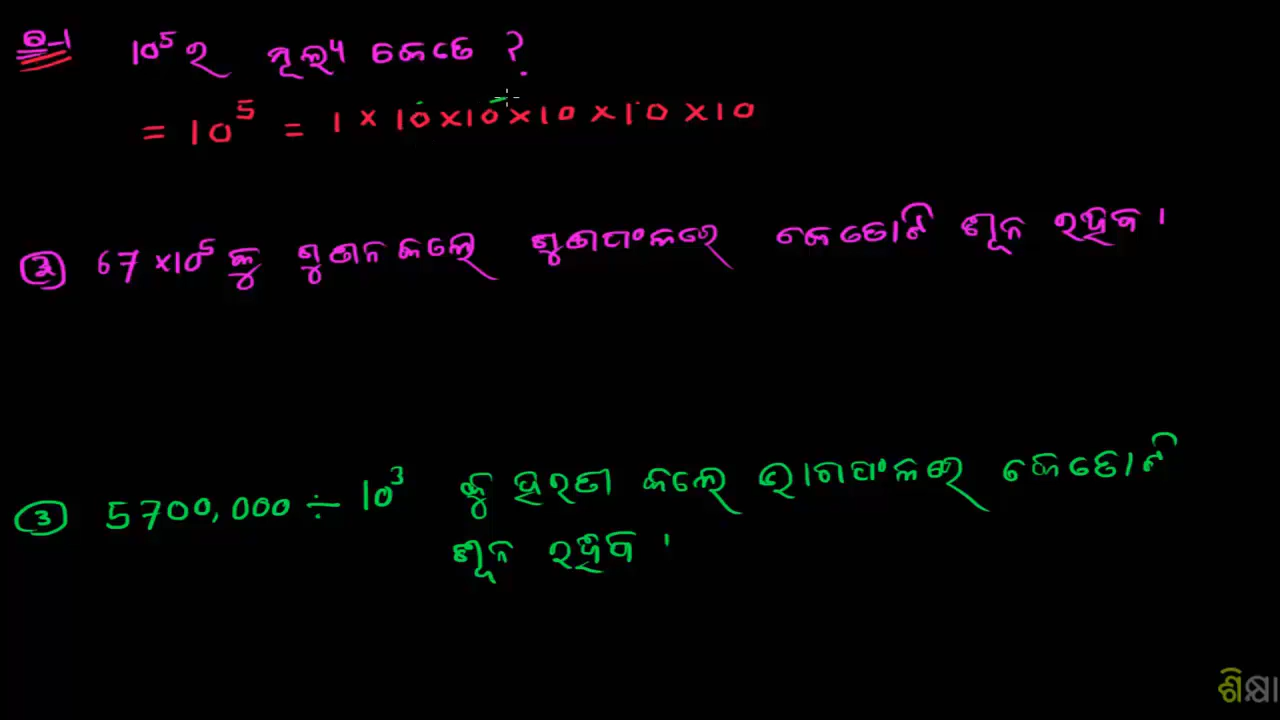 ପ୍ର-1 10⁵ ର ମୂଲ୍ୟ କେତେ ?
= 10⁵ = 1 × 10 × 10 × 10 × 10 × 10
② 67 × 10⁵ କୁ ଗୁଣନ କଲେ ଗୁଣଫଳରେ କେତୋଟି ଶୂନ ରହିବ ।
③ 5700,000 ÷ 10³ କୁ ହରଣ କଲେ ଭାଗଫଳରେ କେତୋଟି
ଶୂନ ରହିବ ।
ଶିକ୍ଷା